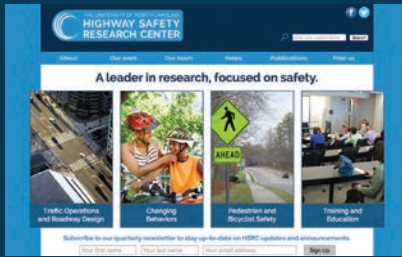 THE UNIVERSITY OF NORTH CAROLINA
HIGHWAY SAFETY
RESEARCH CENTER
Search
About
Our work
Our team
News
Publications
Find us
A leader in research, focused on safety.
AHEAD
Traffic Operations
and Roadway Design
Changing
Behaviors
Pedestrian and
Bicyclist Safety
Training and
Education
Subscribe to our quarterly newsletter to stay up-to-date on HSRC updates and announcements.
Your first name
Your last name
Your email address
Sign Up